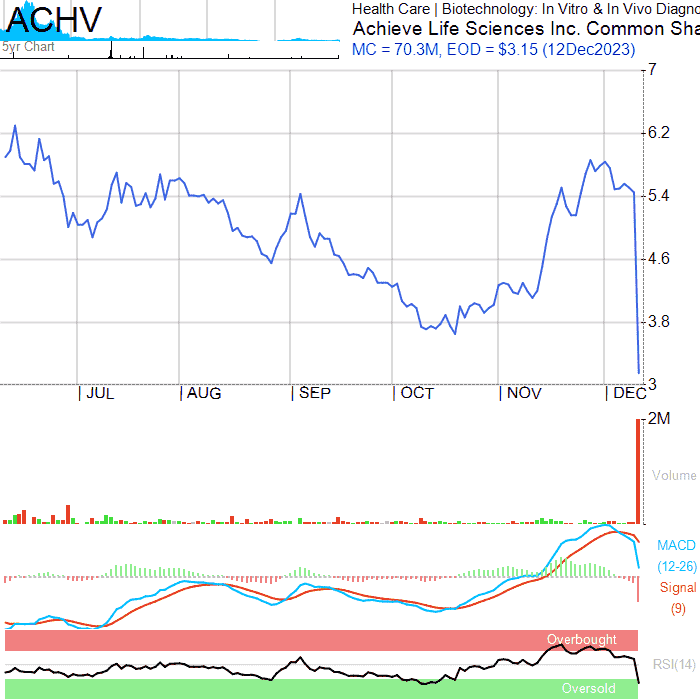 ACHV
5yr Chart
Health Care | Biotechnology: In Vitro & In Vivo Diagno
Achieve Life Sciences Inc. Common Sha
MC = 70.3M, EOD = $3.15 (12Dec2023)
7
6.2
5.4
4.6
3.8
3
| JUL | AUG | SEP | OCT | NOV | DEC
2M
Volume
MACD
(12-26)
Signal
(9)
Overbought
RSI(14)
Oversold